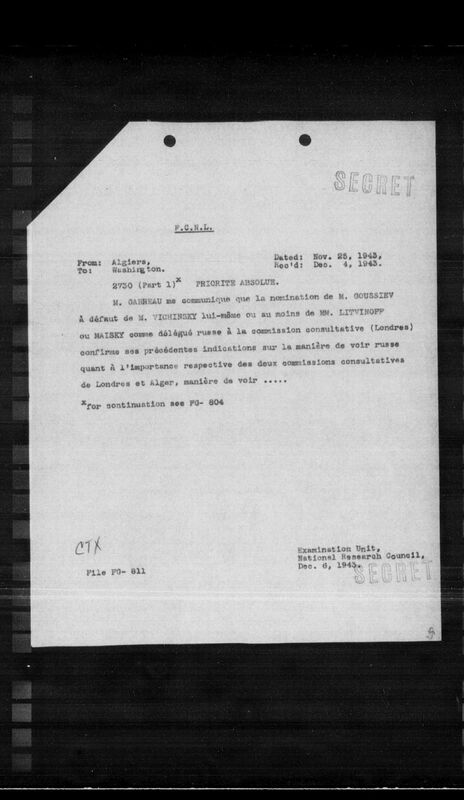 SECRET
F.C.N.L.
From: Algiers,
To: Washington.
Dated: Nov. 25, 1943,
Rec'd: Dec. 4, 1943.
2730 (Part 1)x PRIORITE ABSOLUE.
M. GARREAU me communique que la nomination de M. GOUSSIEV
à défaut de M. VICHINSKY lui-même ou au moins de MM. LITVINOFF
ou MAISKY comme délégué russe à la commission consultative (Londres)
confirme ses précédentes indications sur la manière de voir russe
quant à l'importance respective des deux commissions consultatives
de Londres et Alger, manière de voir .....
xfor continuation see FG- 804
CTX
File FG- 811
Examination Unit,
National Research Council,
Dec. 6, 1943.
SECRET